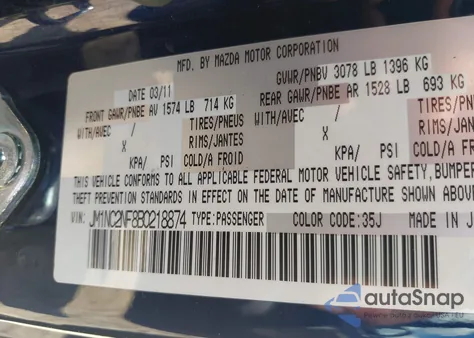 MFD. BY MAZDA MOTOR CORPORATION
DATE 03/11
GVWR/PNBV 3078 LB 1396 KG
FRONT GAWR/PNBE AV 1574 LB 714 KG
REAR GAWR/PNBE AR 1528 LB 693 KG
WITH/AVEC / TIRES/PNEUS WITH/AVEC / TIRES/
X RIMS/JANTES X RIMS/J
KPA/ PSI COLD/A FROID KPA/ PSI COLD/A
THIS VEHICLE CONFORMS TO ALL APPLICABLE FEDERAL MOTOR VEHICLE SAFETY, BUMPER
THEFT PREVENTION STANDARDS IN EFFECT ON THE DATE OF MANUFACTURE SHOWN ABOVE
VIN: JM1NC2NF8B0218874 TYPE:PASSENGER COLOR CODE:35J MADE IN J
autoSnap